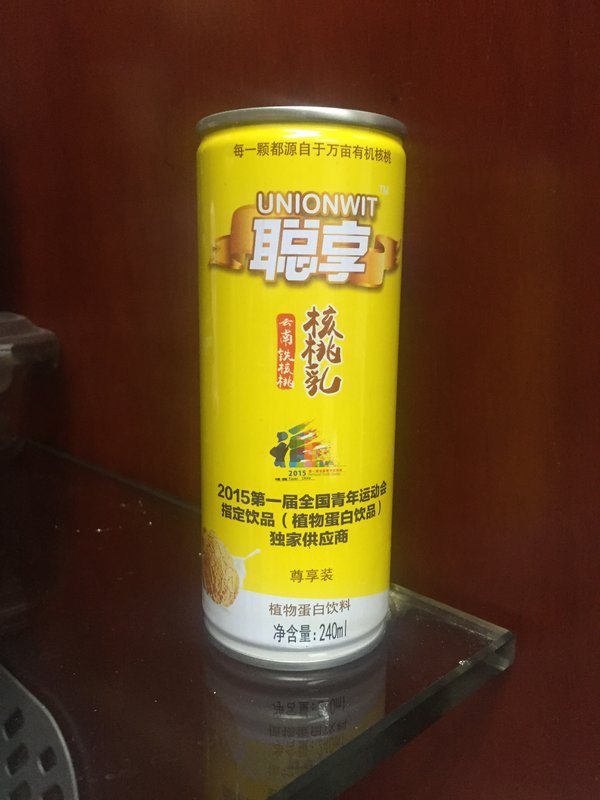 每一颗都源自于万亩有机核桃
TM
UNIONWIT
聪享
核桃乳
云南铁核桃
2015
2015第一届全国青年运动会
指定饮品（植物蛋白饮品）
独家供应商
尊享装
植物蛋白饮料
净含量：240ml